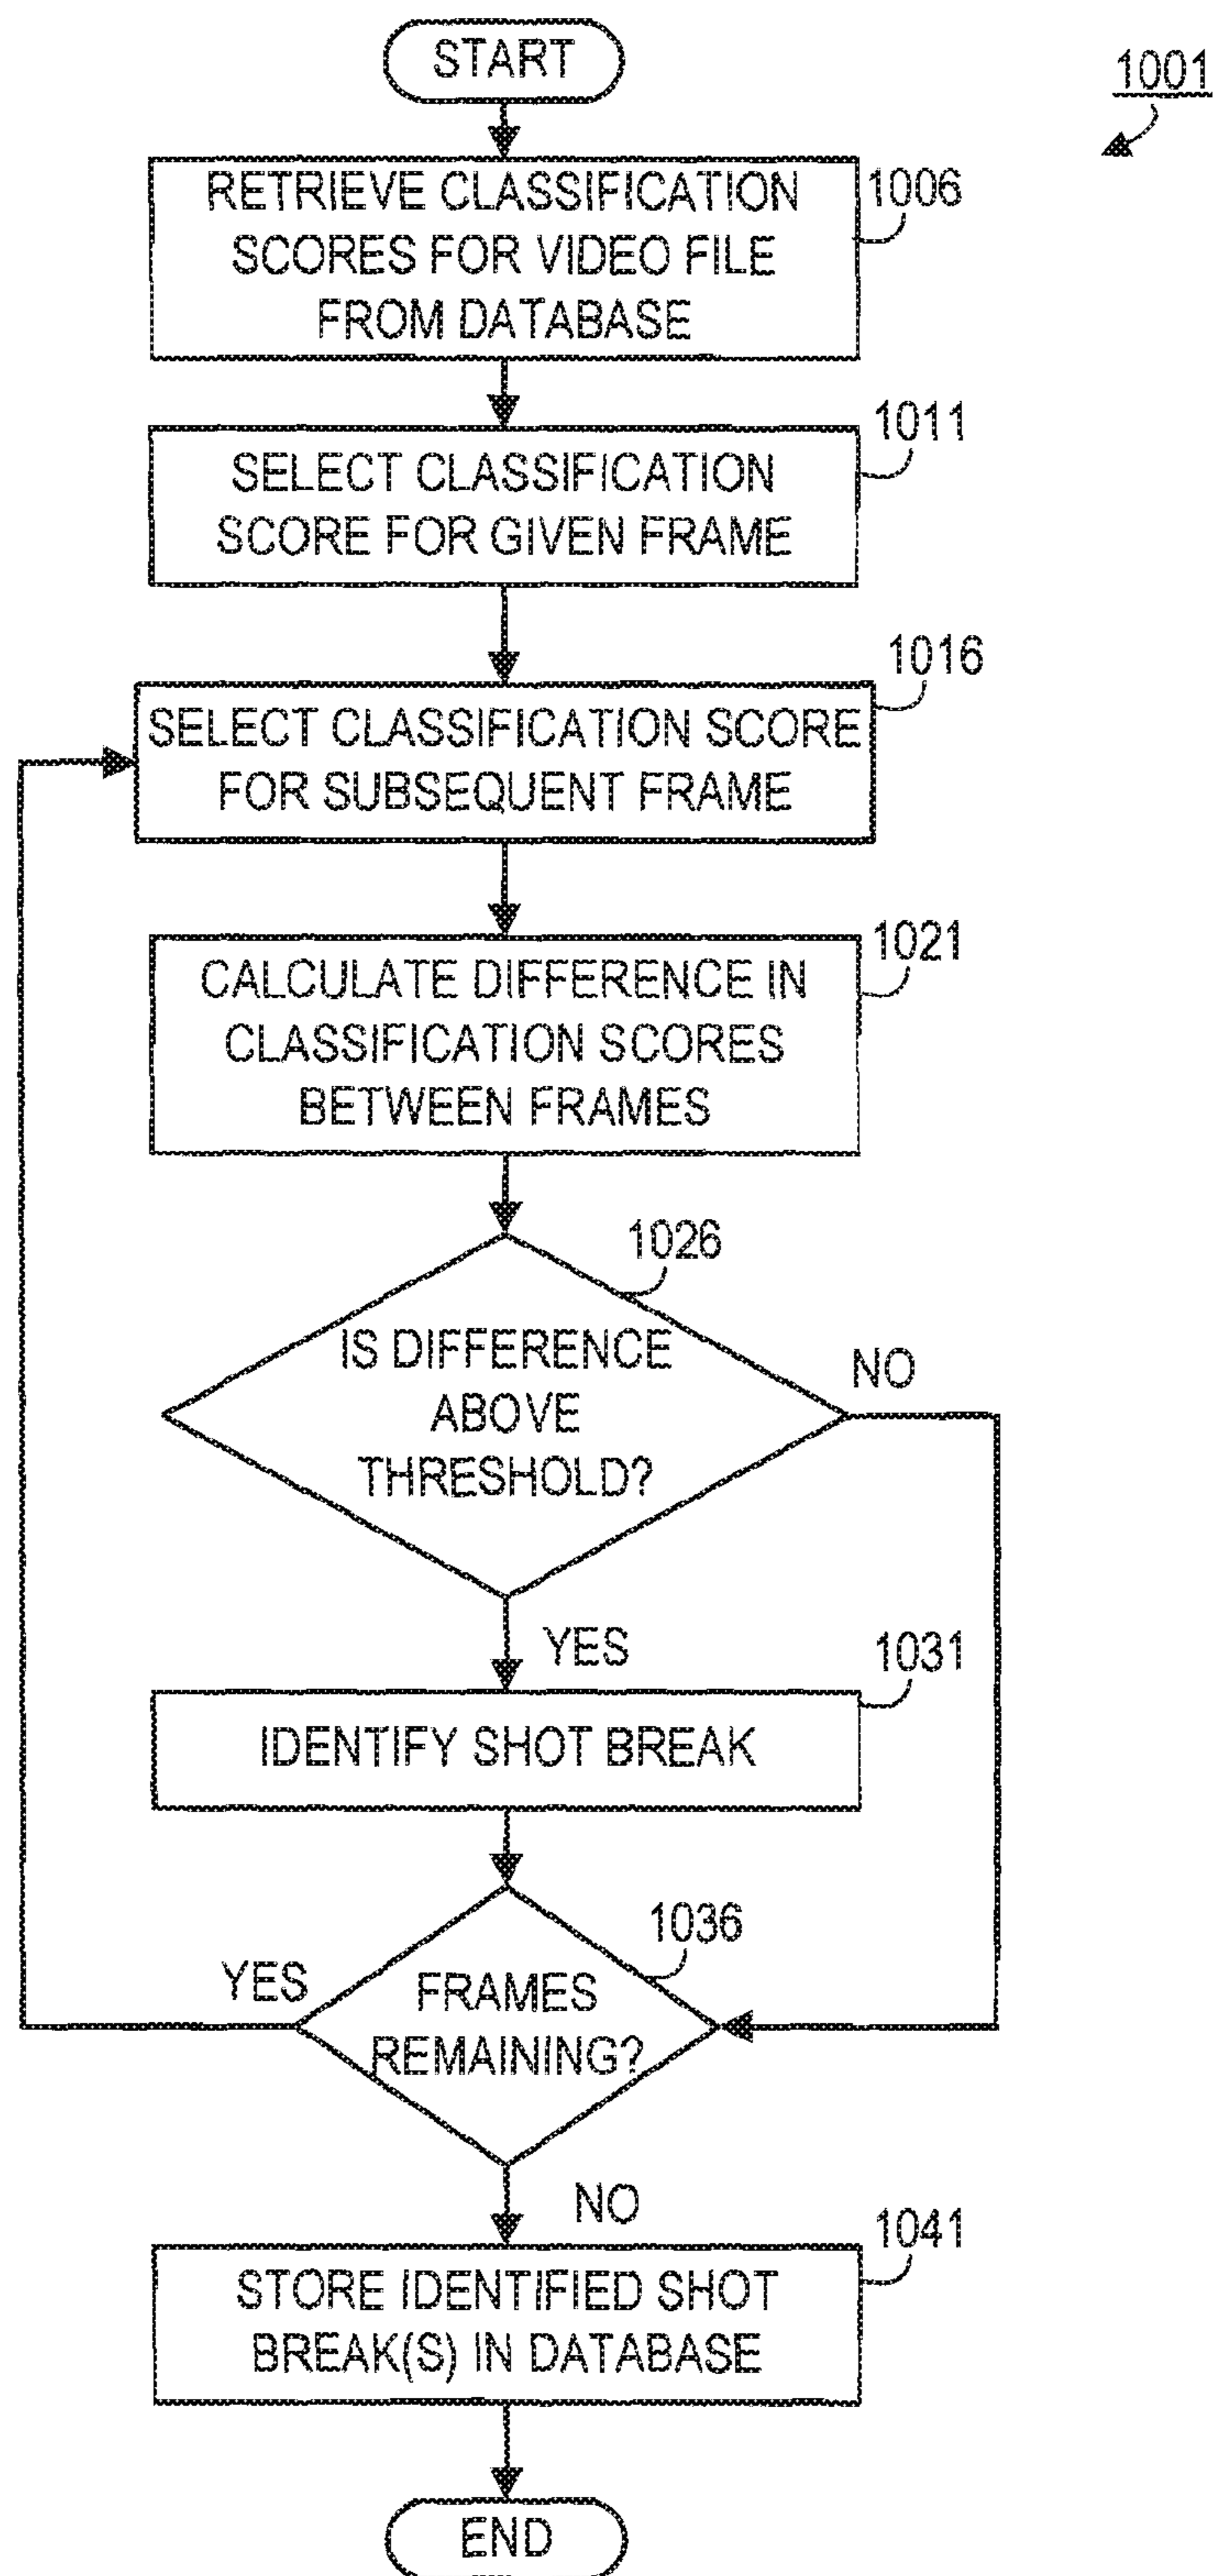 START
1001
RETRIEVE CLASSIFICATION
SCORES FOR VIDEO FILE
FROM DATABASE
1006
SELECT CLASSIFICATION
SCORE FOR GIVEN FRAME
1011
SELECT CLASSIFICATION SCORE
FOR SUBSEQUENT FRAME
1016
CALCULATE DIFFERENCE IN
CLASSIFICATION SCORES
BETWEEN FRAMES
1021
IS DIFFERENCE
ABOVE
THRESHOLD?
1026
NO
YES
IDENTIFY SHOT BREAK
1031
FRAMES
REMAINING?
1036
YES
NO
STORE IDENTIFIED SHOT
BREAK(S) IN DATABASE
1041
END